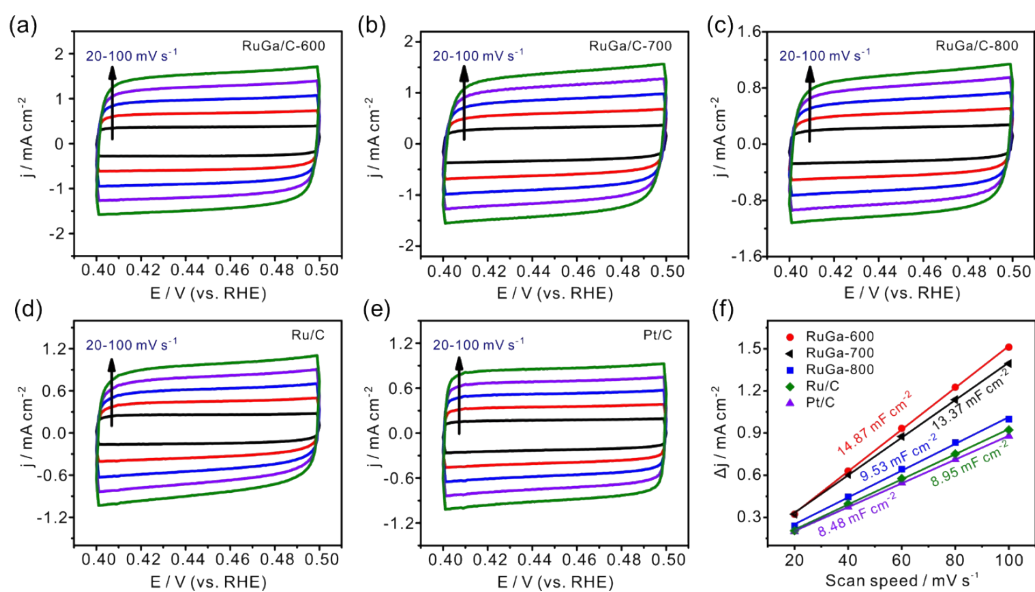 (a)
20-100 mV s⁻¹
RuGa/C-600
j / mA cm⁻²
2
1
0
-1
-2
0.40 0.42 0.44 0.46 0.48 0.50
E / V (vs. RHE)
(b)
20-100 mV s⁻¹
RuGa/C-700
j / mA cm⁻²
2
1
0
-1
-2
0.40 0.42 0.44 0.46 0.48 0.50
E / V (vs. RHE)
(c)
20-100 mV s⁻¹
RuGa/C-800
j / mA cm⁻²
1.6
0.8
0.0
-0.8
-1.6
0.40 0.42 0.44 0.46 0.48 0.50
E / V (vs. RHE)
(d)
20-100 mV s⁻¹
Ru/C
j / mA cm⁻²
1.2
0.6
0.0
-0.6
-1.2
0.40 0.42 0.44 0.46 0.48 0.50
E / V (vs. RHE)
(e)
20-100 mV s⁻¹
Pt/C
j / mA cm⁻²
1.2
0.6
0.0
-0.6
-1.2
0.40 0.42 0.44 0.46 0.48 0.50
E / V (vs. RHE)
(f)
RuGa-600
RuGa-700
RuGa-800
Ru/C
Pt/C
14.87 mF cm⁻²
13.37 mF cm⁻²
9.53 mF cm⁻²
8.95 mF cm⁻²
8.48 mF cm⁻²
Δj / mA cm⁻²
1.5
1.2
0.9
0.6
0.3
20 40 60 80 100
Scan speed / mV s⁻¹